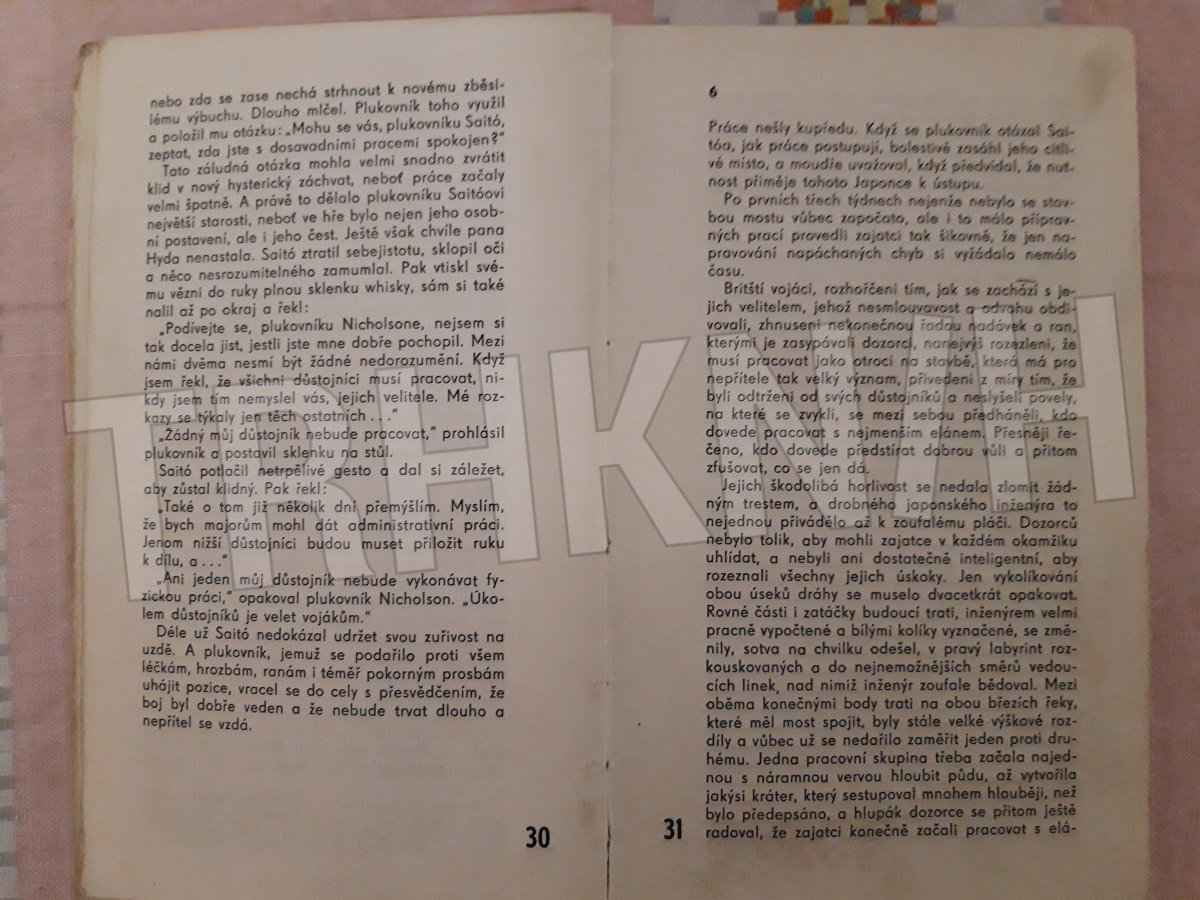 nebo zda se zase nechá strhnout k novému zběsi-
lému výbuchu. Dlouho mlčel. Plukovník toho využil
a položil mu otázku: „Mohu se vás, plukovníku Saitó,
zeptat, zda jste s dosavadními pracemi spokojen?“
Tato záludná otázka mohla velmi snadno zvrátit
klid v nový hysterický záchvat, neboť práce začaly
velmi špatně. A právě to dělalo plukovníku Saitóovi
největší starosti, neboť ve hře bylo nejen jeho osob-
ní postavení, ale i jeho čest. Ještě však chvíle pana
Hyda nenastala. Saitó ztratil sebejistotu, sklopil oči
a něco nesrozumitelného zamumlal. Pak vtiskl své-
mu vězni do ruky plnou sklenku whisky, sám si také
nalil až po okraj a řekl:
„Podívejte se, plukovníku Nicholsone, nejsem si
tak docela jist, jestli jste mne dobře pochopil. Mezi
námi dvěma nesmí být žádné nedorozumění. Když
jsem řekl, že všichni důstojníci musí pracovat, ni-
kdy jsem tím nemyslel vás, jejich velitele. Mé roz-
kazy se týkaly jen těch ostatních . . .“
„Žádný můj důstojník nebude pracovat,“ prohlásil
plukovník a postavil sklenku na stůl.
Saitó potlačil netrpělivé gesto a dal si záležet,
aby zůstal klidný. Pak řekl:
„Také o tom již několik dní přemýšlím. Myslím,
že bych majorům mohl dát administrativní práci.
Jenom nižší důstojníci budou muset přiložit ruku
k dílu, a . . .“
„Ani jeden můj důstojník nebude vykonávat fy-
zickou práci,“ opakoval plukovník Nicholson. „Úko-
lem důstojníků je velet vojákům.“
Déle už Saitó nedokázal udržet svou zuřivost na
uzdě. A plukovník, jemuž se podařilo proti všem
léčkám, hrozbám, ranám i téměř pokorným prosbám
uhájit pozice, vracel se do cely s přesvědčením, že
boj byl dobře veden a že nebude trvat dlouho a
nepřítel se vzdá.
30
6
Práce nešly kupředu. Když se plukovník otázal Sai-
tóa, jak práce postupují, bolestivě zasáhl jeho citli-
vé místo, a moudře uvažoval, když předvídal, že nut-
nost přiměje tohoto Japonce k ústupu.
Po prvních třech týdnech nejenže nebylo se stav-
bou mostu vůbec započato, ale i to málo příprav-
ných prací provedli zajatci tak šikovně, že jen na-
pravování napáchaných chyb si vyžádalo nemálo
času.
Britští vojáci, rozhořčeni tím, jak se zachází s je-
jich velitelem, jehož nesmlouvavost a odvahu obdi-
vovali, zhnuseni nekonečnou řadou nadávek a ran,
kterými je zasypávali dozorci, nanejvýš rozezleni, že
musí pracovat jako otroci na stavbě, která má pro
nepřítele tak velký význam, přivedeni z míry tím, že
byli odtrženi od svých důstojníků a neslyšeli povely,
na které se zvykli, se mezi sebou předháněli, kdo
dovede pracovat s nejmenším elánem. Přesněji ře-
čeno, kdo dovede předstírat dobrou vůli a přitom
zfušovat, co se jen dá.
Jejich škodolibá horlivost se nedala zlomit žád-
ným trestem, a drobného japonského inženýra to
nejednou přivádělo až k zoufalému pláči. Dozorců
nebylo tolik, aby mohli zajatce v každém okamžiku
uhlídat, a nebyli ani dostatečně inteligentní, aby
rozeznali všechny jejich úskoky. Jen vykolíkování
obou úseků dráhy se muselo dvacetkrát opakovat.
Rovné části i zatáčky budoucí trati, inženýrem velmi
pracně vypočtené a bílými kolíky vyznačené, se změ-
nily, sotva na chvilku odešel, v pravý labyrint roz-
kouskovaných a do nejnemožnějších směrů vedou-
cích linek, nad nimiž inženýr zoufale bědoval. Mezi
oběma konečnými body trati na obou březích řeky,
které měl most spojit, byly stále velké výškové roz-
díly a vůbec už se nedařilo zaměřit jeden proti dru-
hému. Jedna pracovní skupina třeba začala najed-
nou s náramnou vervou hloubit půdu, až vytvořila
jakýsi kráter, který sestupoval mnohem hlouběji, než
bylo předepsáno, a hlupák dozorce se přitom ještě
radoval, že zajatci konečně začali pracovat s elá-
31
TRHKNIH